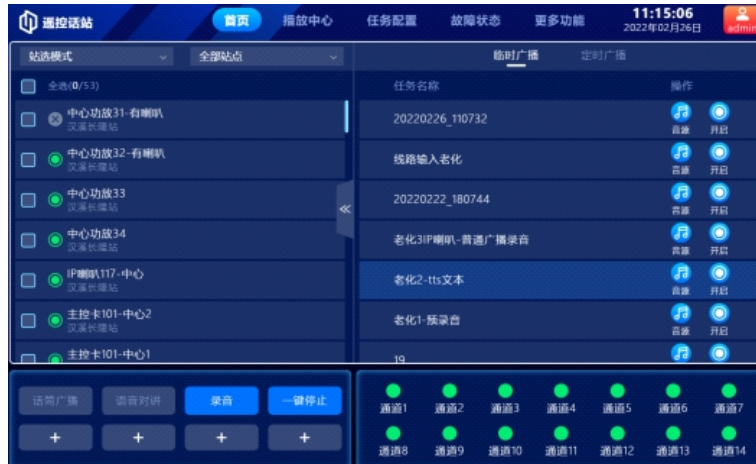 遥控话站
首页 播放中心 任务配置 故障状态 更多功能
11:15:06
2022年02月26日
admin
站选模式 全部站点
临时广播 定时广播
全选(0/53)
任务名称 操作
中心功放31-有喇叭
汉溪长隆站
20220226_110732
音源 开启
中心功放32-有喇叭
汉溪长隆站
线路输入老化
音源 开启
中心功放33
汉溪长隆站
20220222_180744
音源 开启
中心功放34
汉溪长隆站
老化3IP喇叭-普通广播录音
音源 开启
IP喇叭117-中心
汉溪长隆站
老化2-tts文本
音源 开启
主控卡101-中心2
汉溪长隆站
老化1-预录音
音源 开启
主控卡101-中心1
19
话筒广播 语音对讲 录音 一键停止
+ + + +
通道1 通道2 通道3 通道4 通道5 通道6 通道7
通道8 通道9 通道10 通道11 通道12 通道13 通道14